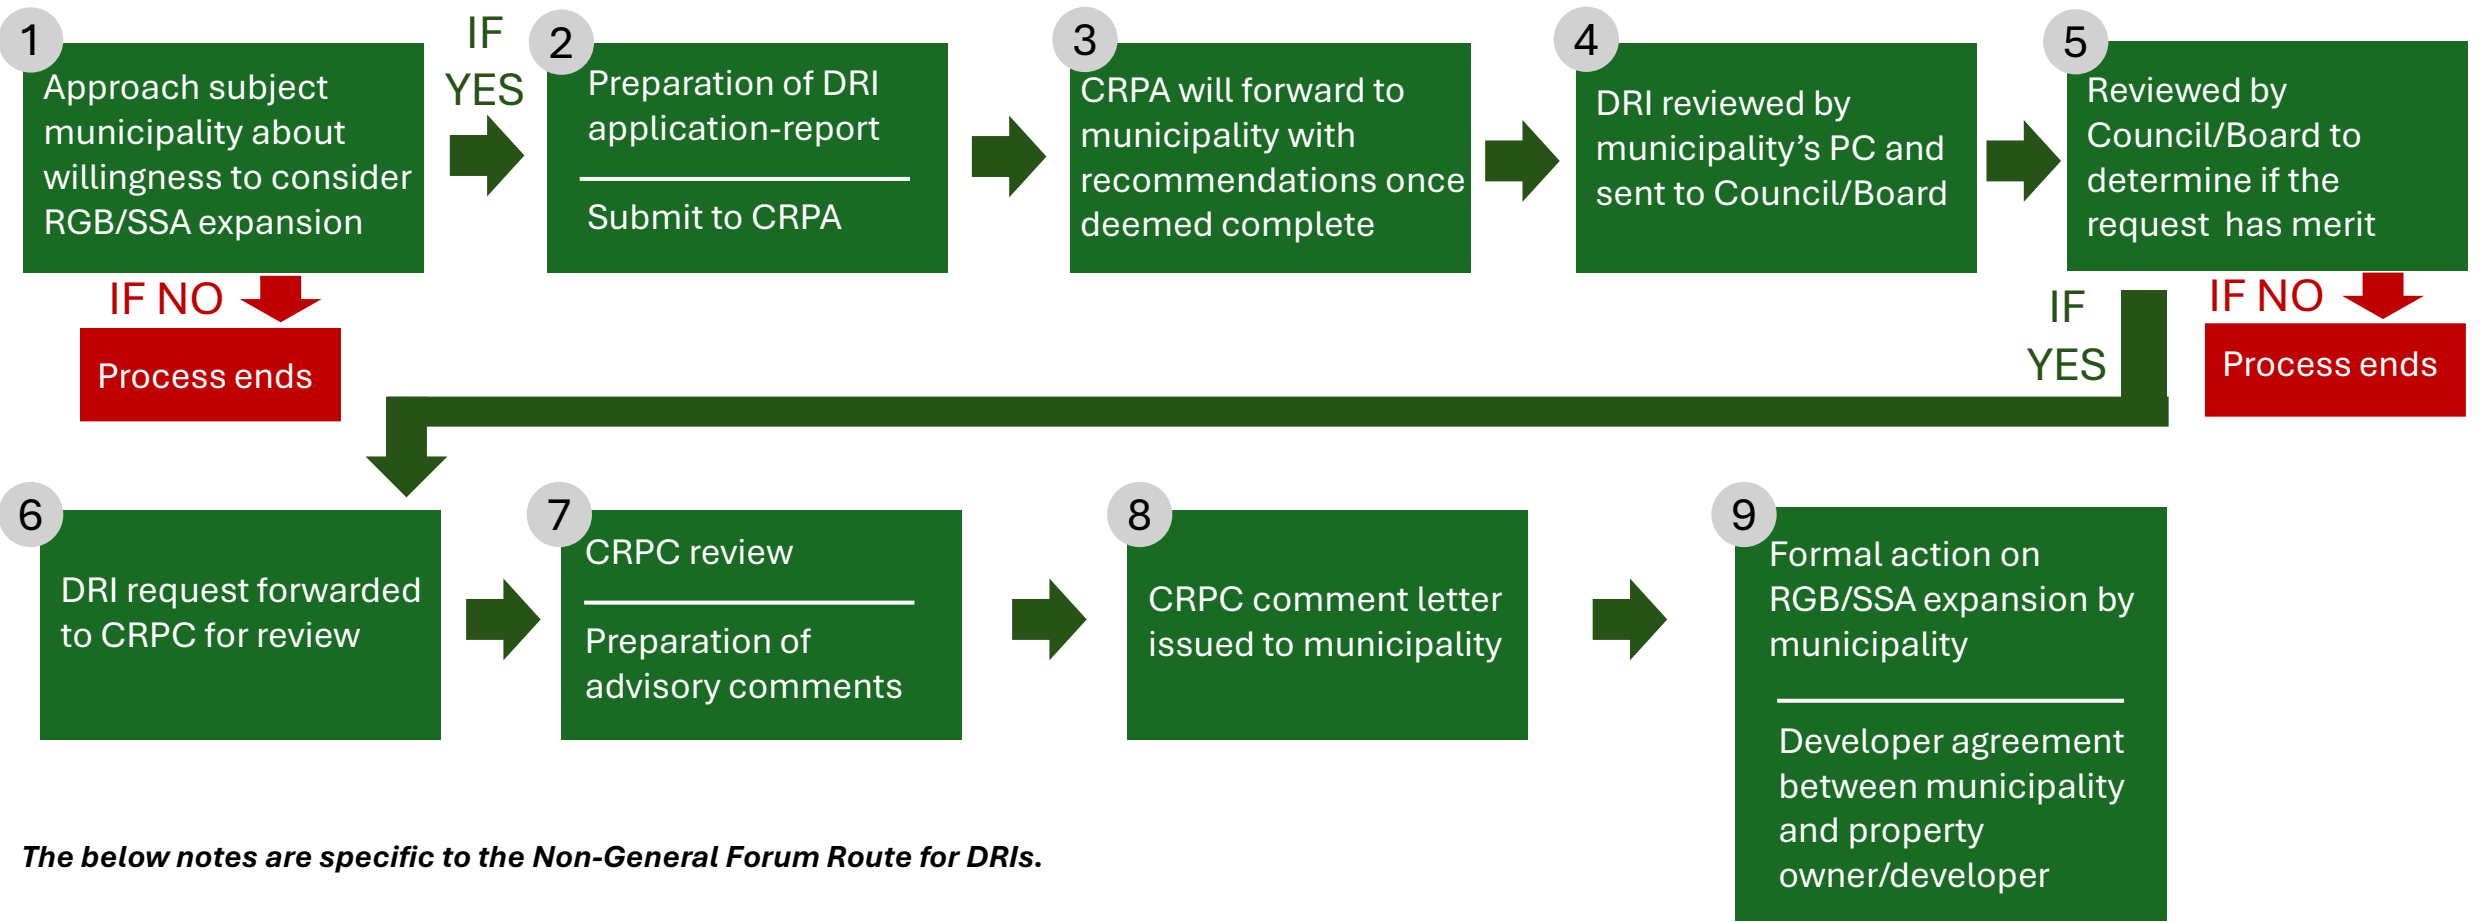 1
Approach subject
municipality about
willingness to consider
RGB/SSA expansion
IF NO
Process ends
IF
YES
2
Preparation of DRI
application-report
Submit to CRPA
3
CRPA will forward to
municipality with
recommendations once
deemed complete
4
DRI reviewed by
municipality’s PC and
sent to Council/Board
5
Reviewed by
Council/Board to
determine if the
request  has merit
IF NO
Process ends
IF
YES
6
DRI request forwarded
to CRPC for review
7
CRPC review
Preparation of
advisory comments
8
CRPC comment letter
issued to municipality
9
Formal action on
RGB/SSA expansion by
municipality
Developer agreement
between municipality
and property
owner/developer
The below notes are specific to the Non-General Forum Route for DRIs.